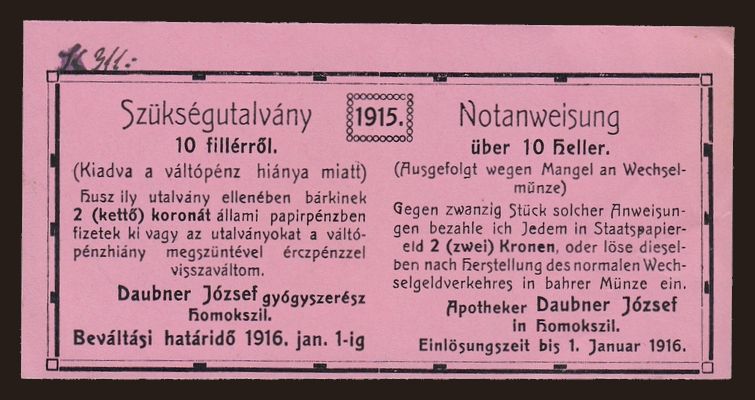 Szükségutalvány
10 fillérről.
(Kiadva a váltópénz hiánya miatt)
Husz ily utalvány ellenében bárkinek
2 (kettő) koronát állami papirpénzben
fizetek ki vagy az utalványokat a váltó-
pénzhiány megszüntével érczpénzzel
visszaváltom.
Daubner József gyógyszerész
Homokszil.
Beváltási határidő 1916. jan. 1-ig
1915.
Notanweisung
über 10 Heller.
(Ausgefolgt wegen Mangel an Wechsel-
münze)
Gegen zwanzig Stück solcher Anweisun-
gen bezahle ich Jedem in Staatspapier-
eld 2 (zwei) Kronen, oder löse diesel-
ben nach Herstellung des normalen Wech-
selgeldverkehres in bahrer Münze ein.
Apotheker Daubner József
in Homokszil.
Einlösungszeit bis 1. Januar 1916.